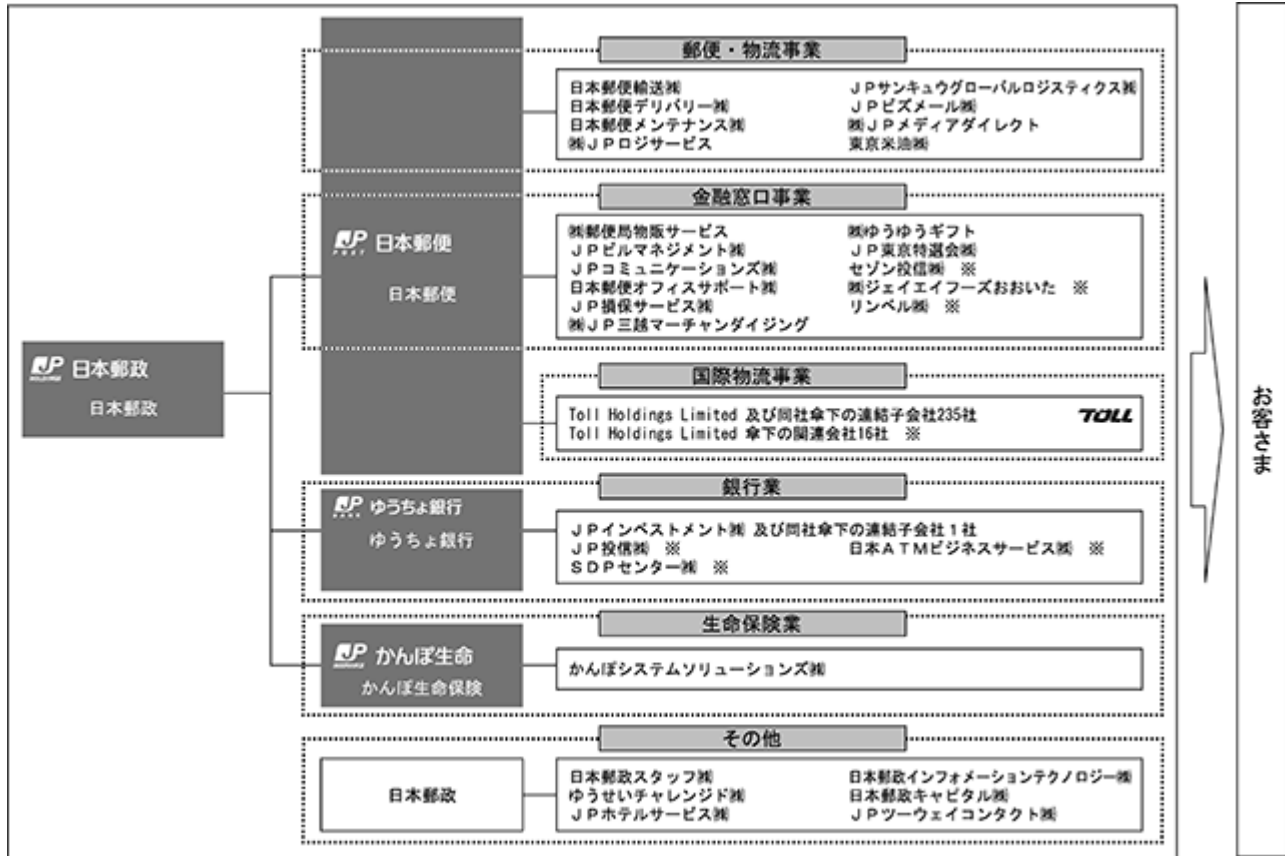 郵便・物流事業
日本郵便輸送㈱
日本郵便デリバリー㈱
日本郵便メンテナンス㈱
㈱ＪＰロジサービス
ＪＰサンキュウグローバルロジスティクス㈱
ＪＰビズメール㈱
㈱ＪＰメディアダイレクト
東京米油㈱
金融窓口事業
JP 日本郵便
POST
日本郵便
㈱郵便局物販サービス
ＪＰビルマネジメント㈱
ＪＰコミュニケーションズ㈱
日本郵便オフィスサポート㈱
ＪＰ損保サービス㈱
㈱ＪＰ三越マーチャンダイジング
㈱ゆうゆうギフト
ＪＰ東京特選会㈱
セゾン投信㈱　※
㈱ジェイエイフーズおおいた　※
リンベル㈱　※
JP 日本郵政
HOLDINGS
日本郵政
国際物流事業
Toll Holdings Limited 及び同社傘下の連結子会社235社
Toll Holdings Limited 傘下の関連会社16社　※
TOLL
銀行業
JP ゆうちょ銀行
BANK
ゆうちょ銀行
ＪＰインベストメント㈱ 及び同社傘下の連結子会社１社
ＪＰ投信㈱　※
日本ＡＴＭビジネスサービス㈱　※
ＳＤＰセンター㈱　※
生命保険業
JP かんぽ生命
INSURANCE
かんぽ生命保険
かんぽシステムソリューションズ㈱
その他
日本郵政
日本郵政スタッフ㈱
ゆうせいチャレンジド㈱
ＪＰホテルサービス㈱
日本郵政インフォメーションテクノロジー㈱
日本郵政キャピタル㈱
ＪＰツーウェイコンタクト㈱
お客さま